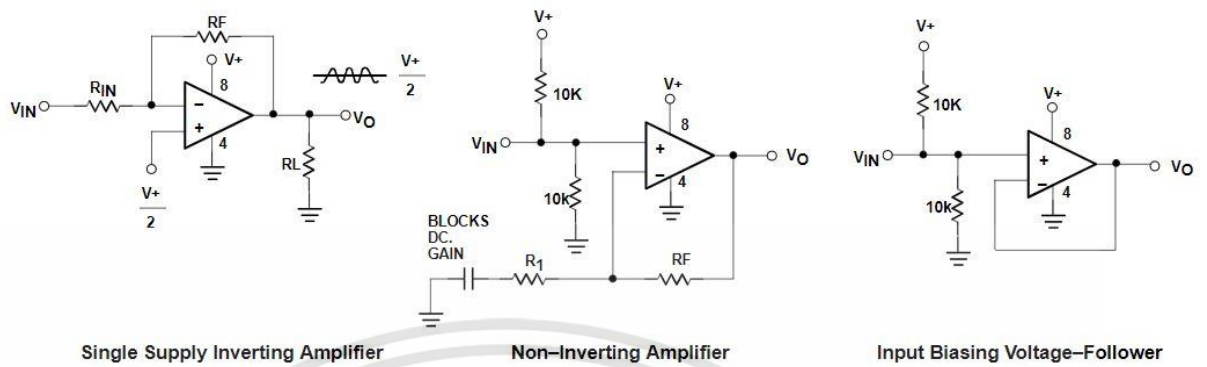 RF
V+
8
RIN
VIN
−
+
4
VO
RL
V+
2
V+
2
V+
10K
V+
8
VIN
+
−
4
VO
10k
BLOCKS
DC.
GAIN
R1
RF
V+
10K
V+
8
VIN
+
−
4
VO
10k
Single Supply Inverting Amplifier
Non–Inverting Amplifier
Input Biasing Voltage–Follower